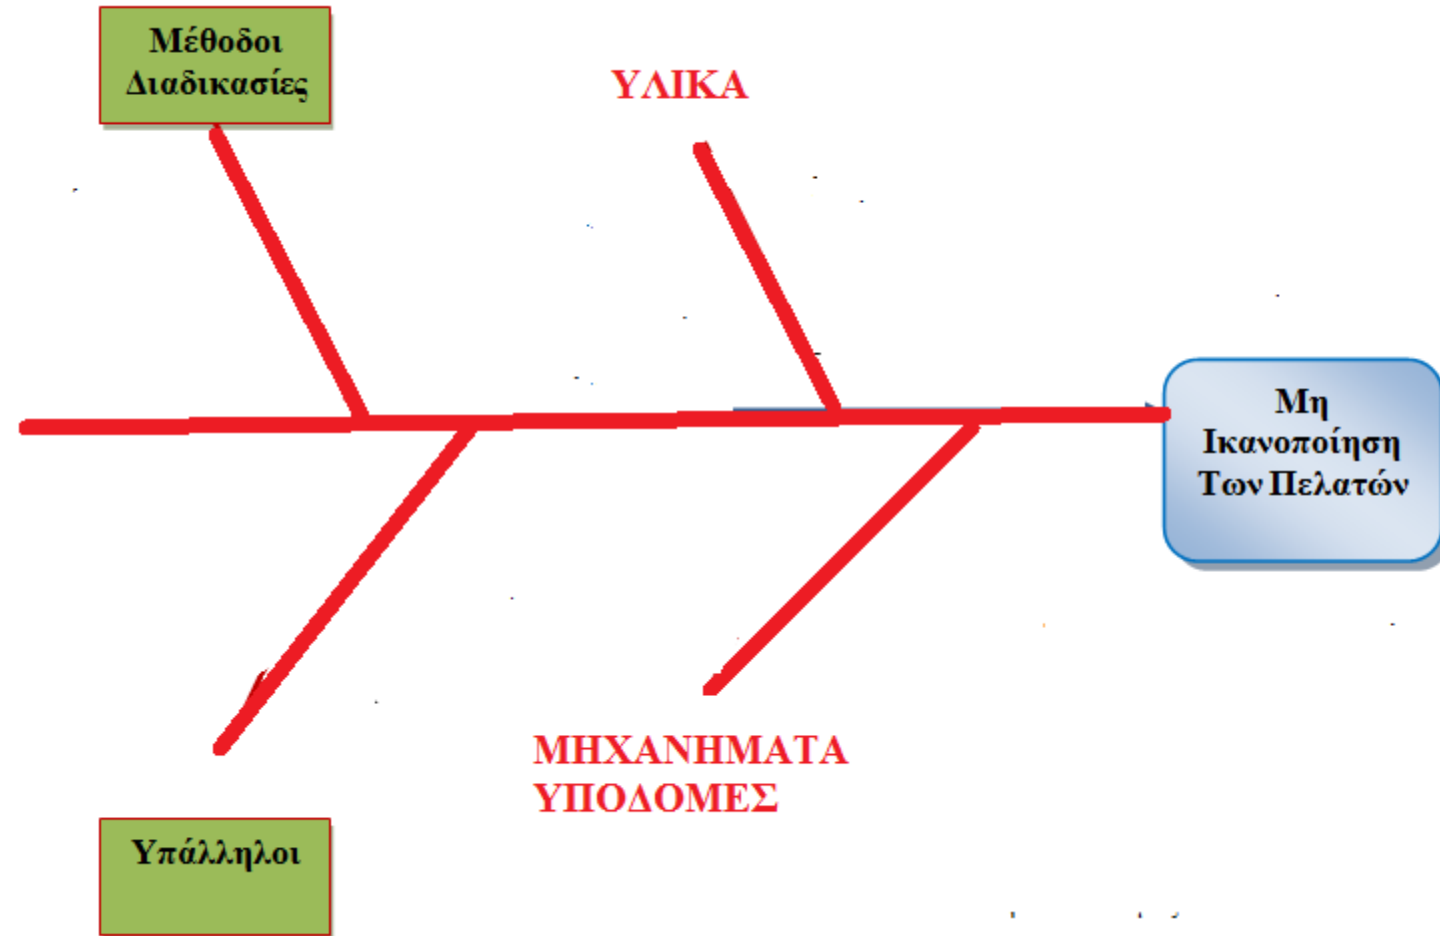 Μέθοδοι
Διαδικασίες
ΥΛΙΚΑ
Μη
Ικανοποίηση
Των Πελατών
ΜΗΧΑΝΗΜΑΤΑ
ΥΠΟΔΟΜΕΣ
Υπάλληλοι